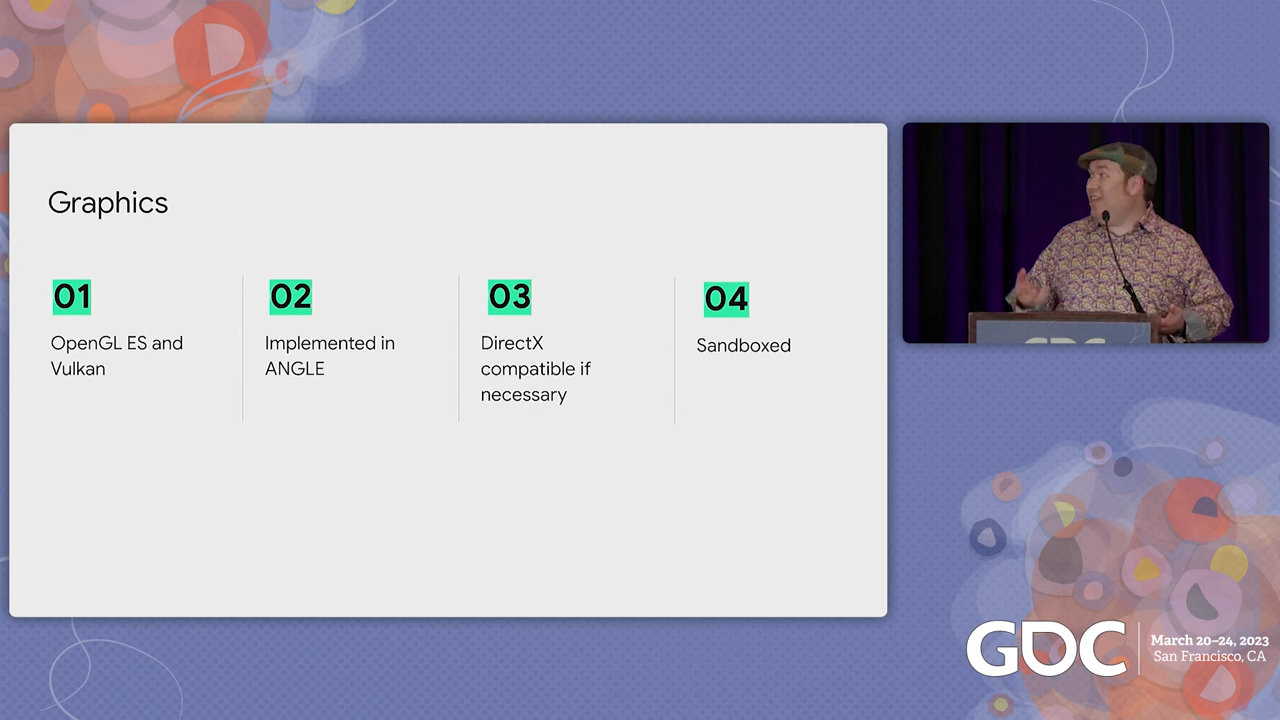 Graphics
01
OpenGL ES and
Vulkan
02
Implemented in
ANGLE
03
DirectX
compatible if
necessary
04
Sandboxed
GDC
GDC
March 20–24, 2023
San Francisco, CA